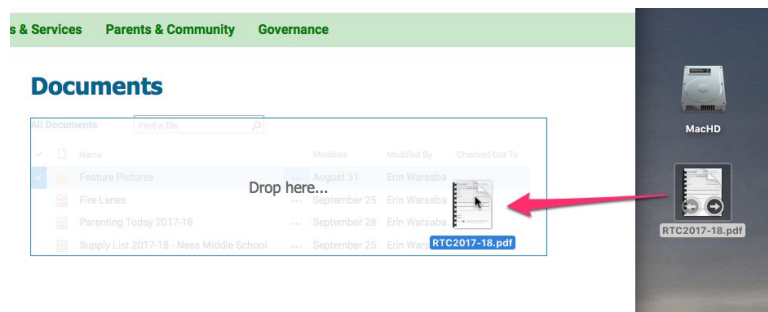 s & Services Parents & Community Governance
Documents
All Documents Find a file
Name Modified Modified By Checked Out To
Feature Pictures ... August 31 Erin Warsaba
Drop here...
Fire Lanes ... September 25 Erin Warsaba
Parenting Today 2017-18 ... September 28 Erin Warsaba
Supply List 2017-18 - Ness Middle School ... September 25 Erin
RTC2017-18.pdf
MacHD
RTC2017-18.pdf